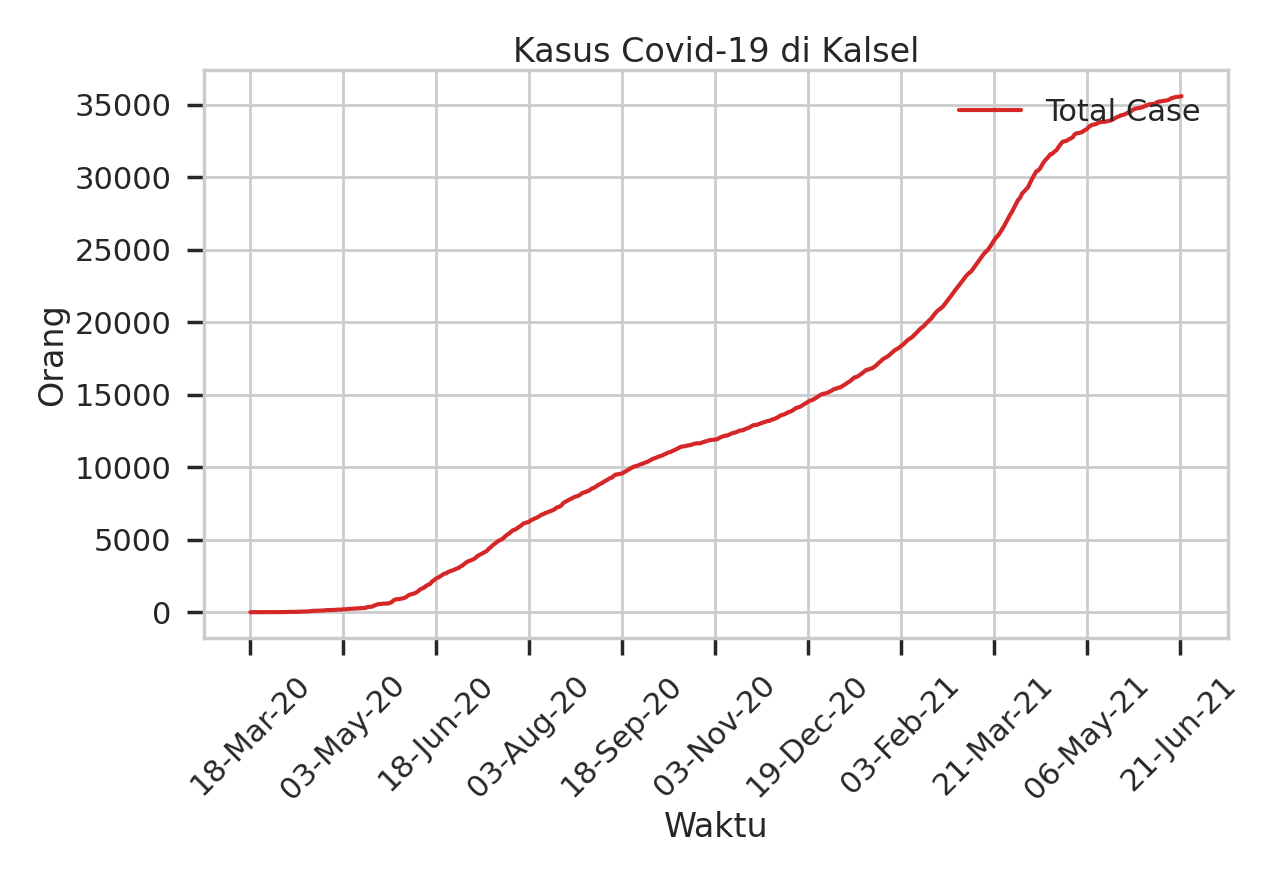 Kasus Covid-19 di Kalsel
Total Case
35000
30000
25000
20000
15000
10000
5000
0
Orang
18-Mar-20
03-May-20
18-Jun-20
03-Aug-20
18-Sep-20
03-Nov-20
19-Dec-20
03-Feb-21
21-Mar-21
06-May-21
21-Jun-21
Waktu